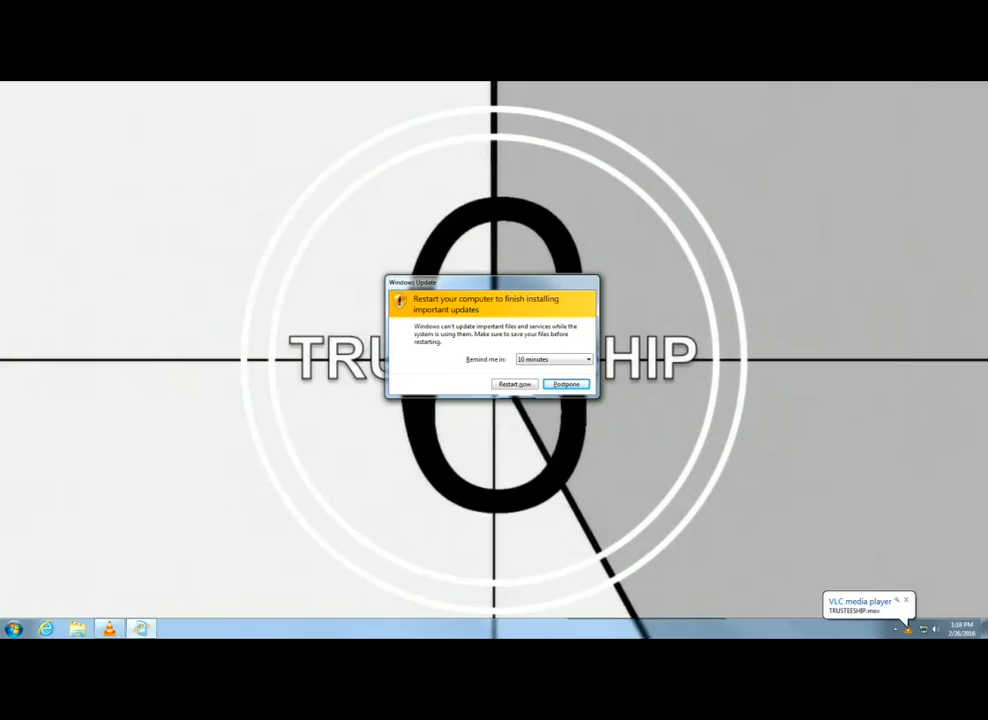 Windows Update
Restart your computer to finish installing
important updates
Windows can't update important files and services while the
system is using them. Make sure to save your files before
restarting.
Remind me in:
10 minutes
TRU HIP
Restart now
Postpone
0
VLC media player
TRUSTEESHIP.mov
1:18 PM
2/26/2016